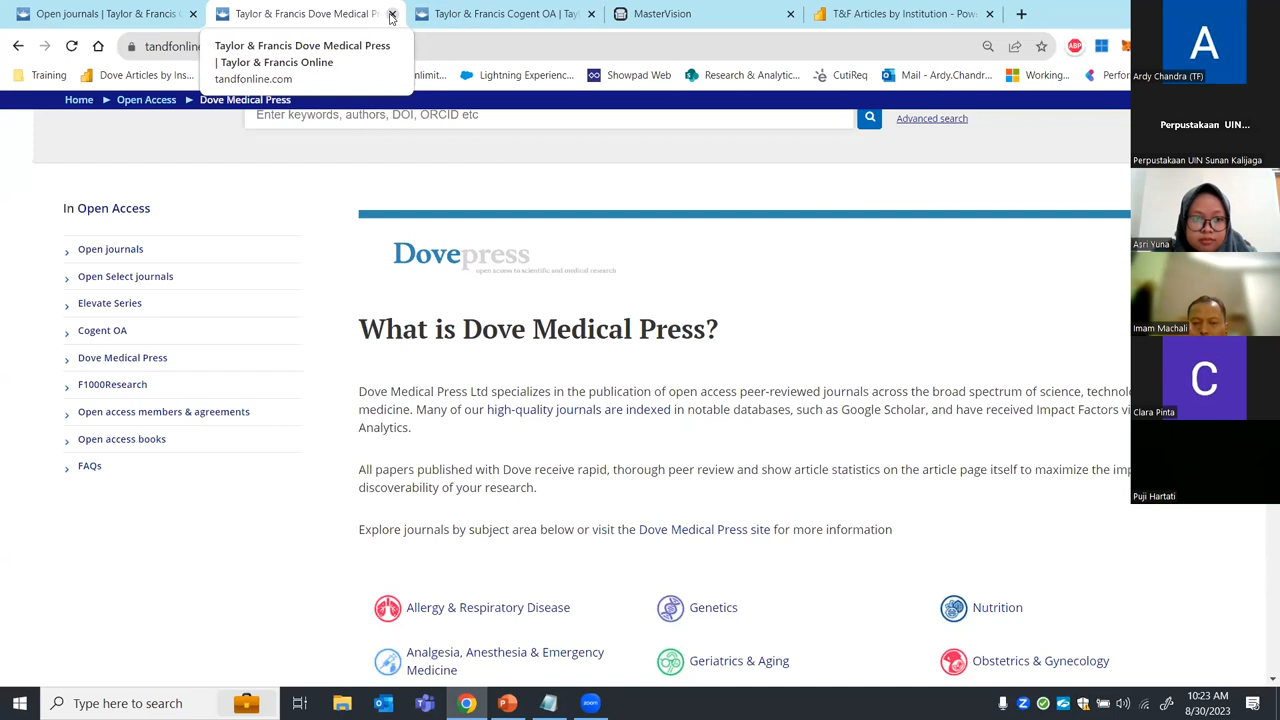 Taylor & Francis Open journals |
Taylor & Francis Dove Medical Pr
Taylor & Francis Cogent OA | Tayl
MasterVision
T&F Articles by Institution - Pow
tandfonline
Taylor & Francis Dove Medical Press
| Taylor & Francis Online
tandfonline.com
ABP
Training
Dove Articles by Ins...
nlimit...
Lightning Experienc...
Showpad Web
Research & Analytic...
CutiReq
Mail - Ardy.Chandr...
Working...
Perfor
Home
Open Access
Dove Medical Press
Enter keywords, authors, DOI, ORCID etc
Advanced search
In Open Access
Open journals
Open Select journals
Elevate Series
Cogent OA
Dove Medical Press
F1000Research
Open access members & agreements
Open access books
FAQs
Dovepress
open access to scientific and medical research
What is Dove Medical Press?
Dove Medical Press Ltd specializes in the publication of open access peer-reviewed journals across the broad spectrum of science, technolo
medicine. Many of our high-quality journals are indexed in notable databases, such as Google Scholar, and have received Impact Factors vi
Analytics.
All papers published with Dove receive rapid, thorough peer review and show article statistics on the article page itself to maximize the im
discoverability of your research.
Explore journals by subject area below or visit the Dove Medical Press site for more information
Allergy & Respiratory Disease
Genetics
Nutrition
Analgesia, Anesthesia & Emergency
Medicine
Geriatrics & Aging
Obstetrics & Gynecology
A
Ardy Chandra (TF)
Perpustakaan UIN...
Perpustakaan UIN Sunan Kalijaga
Asri Yuna
Imam Machali
C
Clara Pinta
Puji Hartati
Type here to search
zoom
10:23 AM
8/30/2023